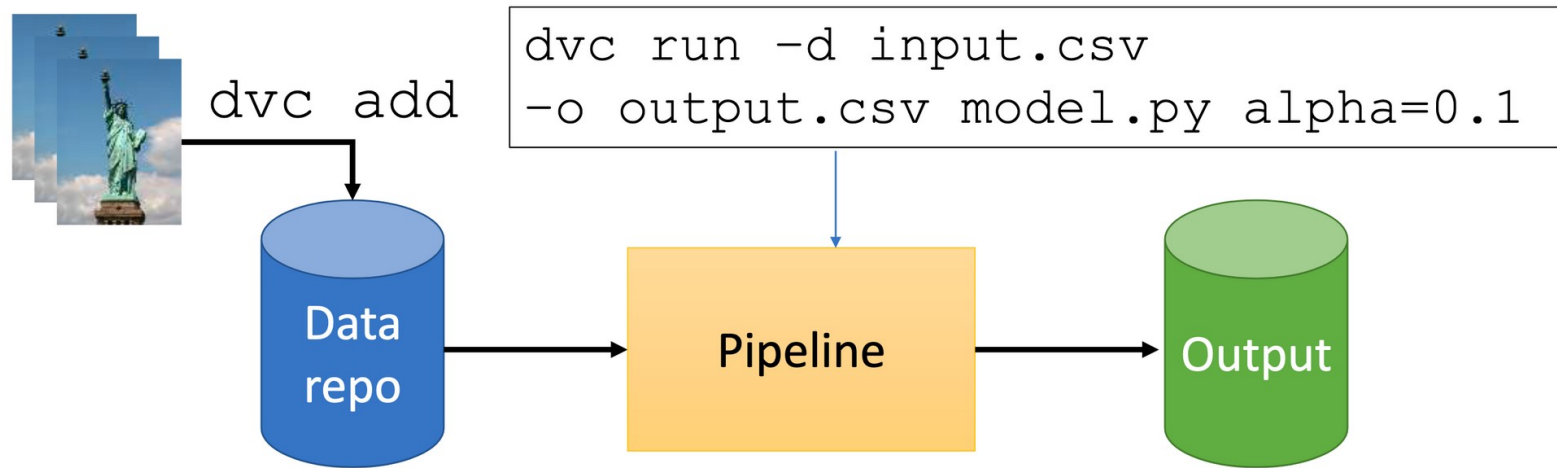 dvc add
dvc run –d input.csv
–o output.csv model.py alpha=0.1
Data
repo
Pipeline
Output